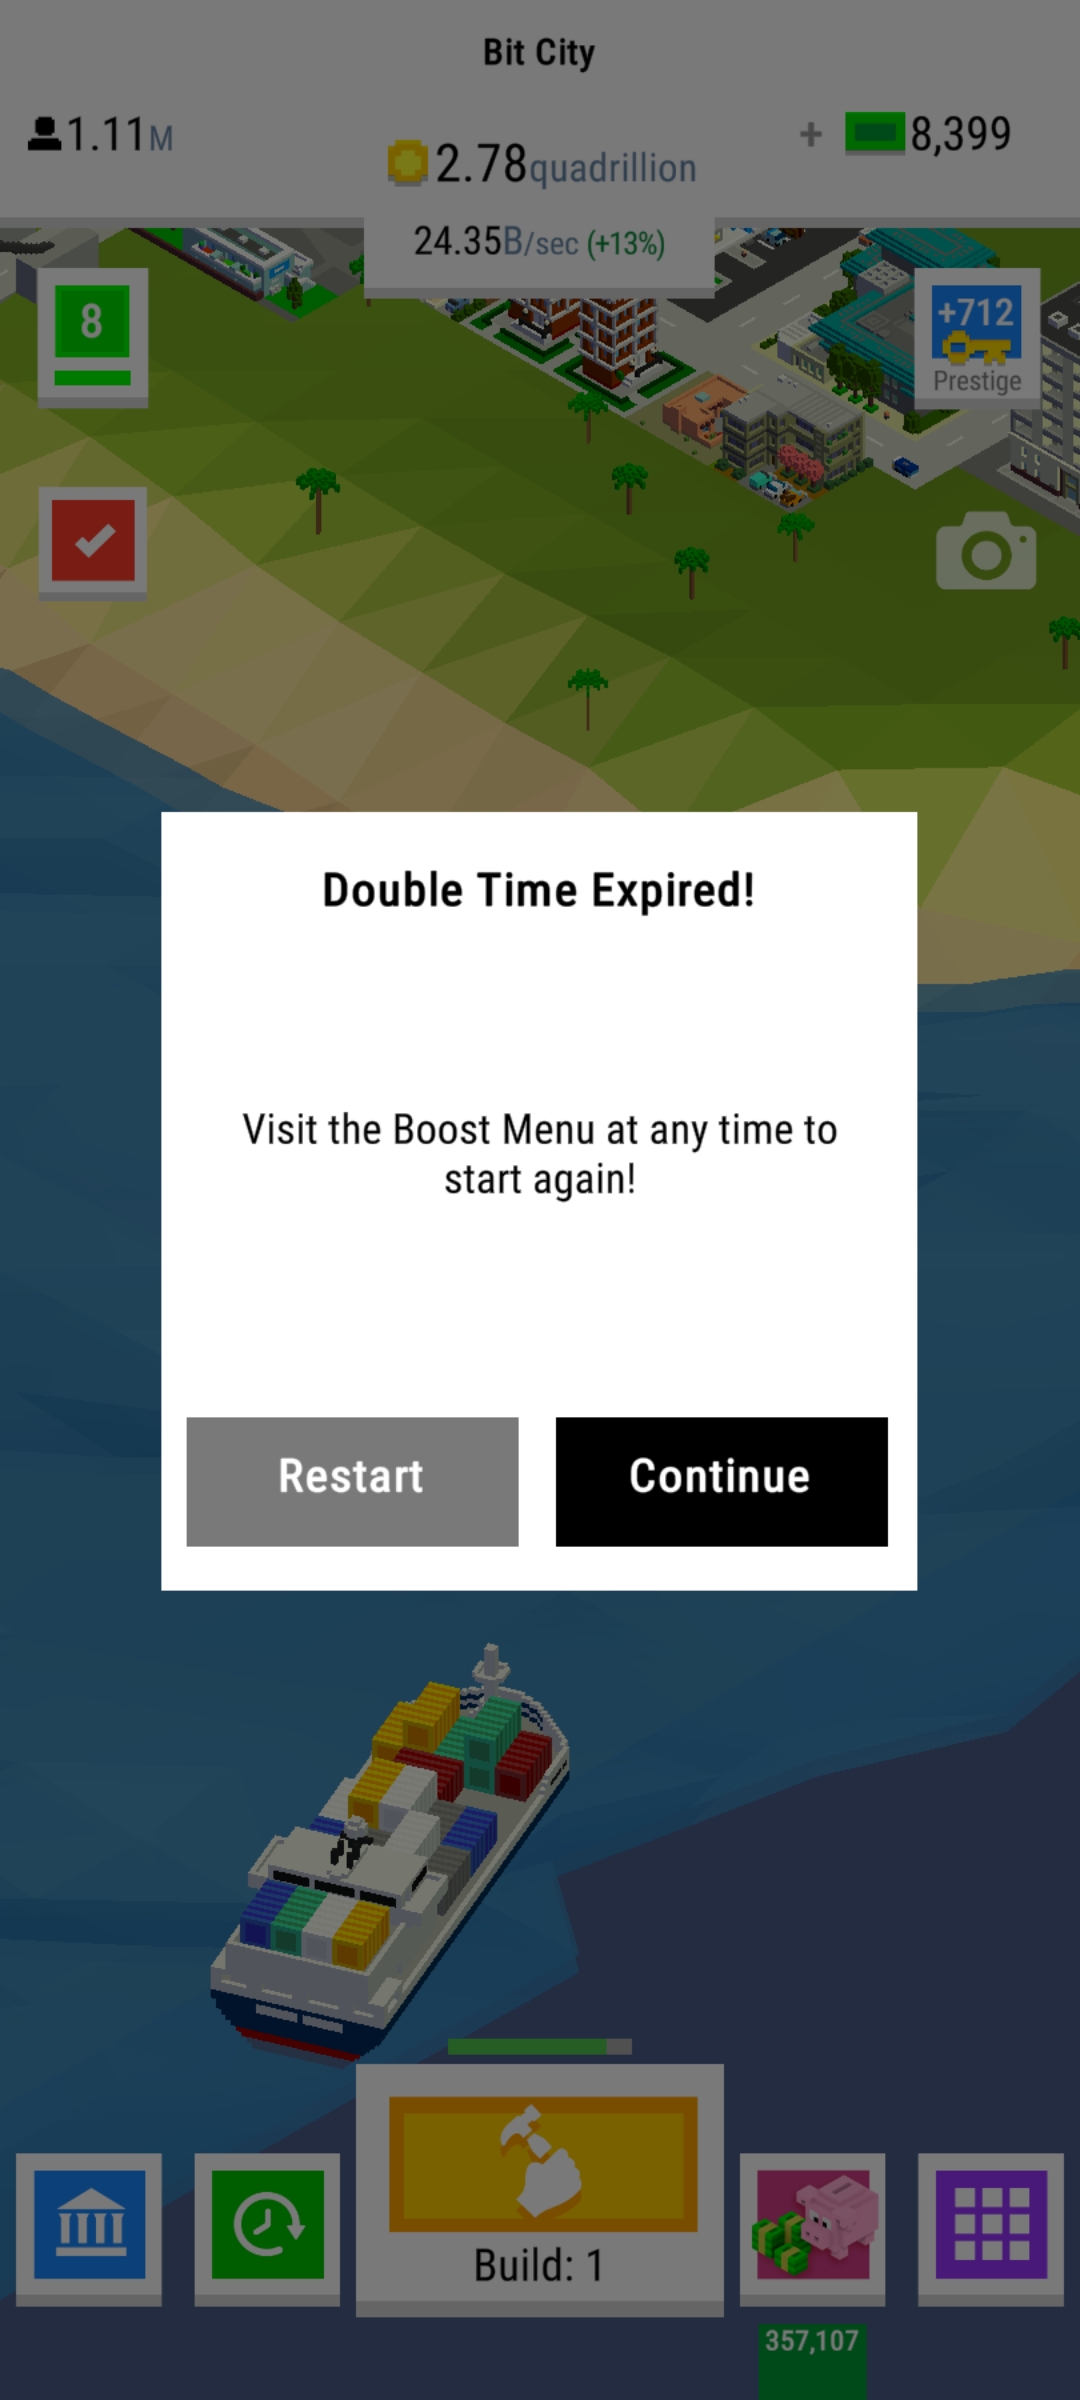 Bit City
1.11M
2.78quadrillion
+ 8,399
24.35B/sec (+13%)
8
+712
Prestige
Double Time Expired!
Visit the Boost Menu at any time to
start again!
Restart
Continue
Build: 1
357,107